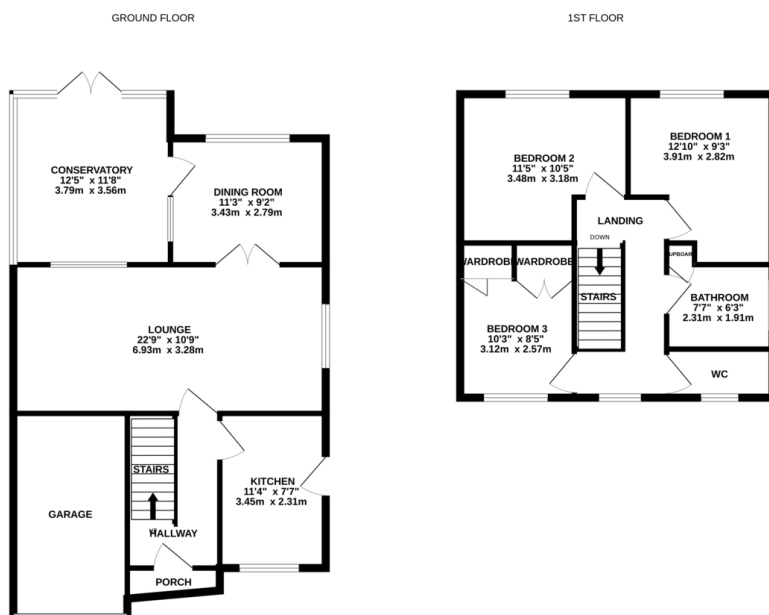 GROUND FLOOR
CONSERVATORY
12'5" x 11'8"
3.79m x 3.56m
DINING ROOM
11'3" x 9'2"
3.43m x 2.79m
LOUNGE
22'9" x 10'9"
6.93m x 3.28m
STAIRS
UP
HALLWAY
KITCHEN
11'4" x 7'7"
3.45m x 2.31m
GARAGE
PORCH
1ST FLOOR
BEDROOM 2
11'5" x 10'5"
3.48m x 3.18m
BEDROOM 1
12'10" x 9'3"
3.91m x 2.82m
LANDING
DOWN
WARDROBE
WARDROBE
UPBOAR
STAIRS
BATHROOM
7'7" x 6'3"
2.31m x 1.91m
BEDROOM 3
10'3" x 8'5"
3.12m x 2.57m
WC